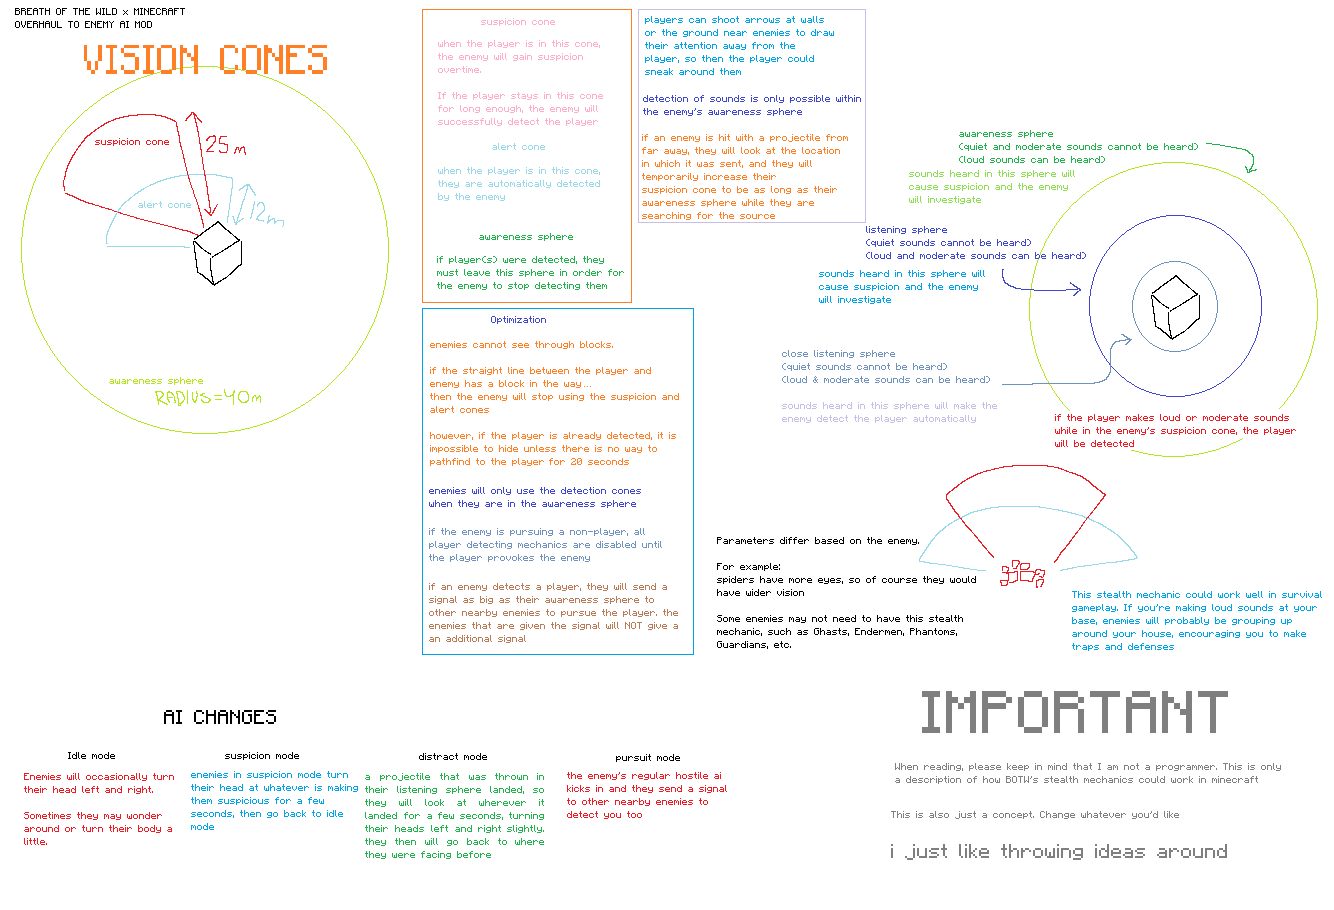 BREATH OF THE WILD x MINECRAFT
OVERHAUL TO ENEMY AI MOD
VISION CONES
suspicion cone
25m
alert cone
12m
awareness sphere
RADIUS=40m
suspicion cone
when the player is in this cone,
the enemy will gain suspicion
overtime.
If the player stays in this cone
for long enough, the enemy will
successfully detect the player
alert cone
when the player is in this cone,
they are automatically detected
by the enemy
awareness sphere
if player(s) were detected, they
must leave this sphere in order for
the enemy to stop detecting them
players can shoot arrows at walls
or the ground near enemies to draw
their attention away from the
player, so then the player could
sneak around them
detection of sounds is only possible within
the enemy's awareness sphere
if an enemy is hit with a projectile from
far away, they will look at the location
in which it was sent, and they will
temporarily increase their
suspicion cone to be as long as their
awareness sphere while they are
searching for the source
Optimization
enemies cannot see through blocks.
if the straight line between the player and
enemy has a block in the way...
then the enemy will stop using the suspicion and
alert cones
however, if the player is already detected, it is
impossible to hide unless there is no way to
pathfind to the player for 20 seconds
enemies will only use the detection cones
when they are in the awareness sphere
if the enemy is pursuing a non-player, all
player detecting mechanics are disabled until
the player provokes the enemy
if an enemy detects a player, they will send a
signal as big as their awareness sphere to
other nearby enemies to pursue the player. the
enemies that are given the signal will NOT give a
an additional signal
awareness sphere
(quiet and moderate sounds cannot be heard)
(loud sounds can be heard)
sounds heard in this sphere will
cause suspicion and the enemy
will investigate
listening sphere
(quiet sounds cannot be heard)
(loud and moderate sounds can be heard)
sounds heard in this sphere will
cause suspicion and the enemy
will investigate
close listening sphere
(quiet sounds cannot be heard)
(loud & moderate sounds can be heard)
sounds heard in this sphere will make the
enemy detect the player automatically
if the player makes loud or moderate sounds
while in the enemy's suspicion cone, the player
will be detected
Parameters differ based on the enemy.
For example:
spiders have more eyes, so of course they would
have wider vision
Some enemies may not need to have this stealth
mechanic, such as Ghasts, Endermen, Phantoms,
Guardians, etc.
This stealth mechanic could work well in survival
gameplay. If you're making loud sounds at your
base, enemies will probably be grouping up
around your house, encouraging you to make
traps and defenses
AI CHANGES
Idle mode
Enemies will occasionally turn
their head left and right.
Sometimes they may wonder
around or turn their body a
little.
suspicion mode
enemies in suspicion mode turn
their head at whatever is making
them suspicious for a few
seconds, then go back to idle
mode
distract mode
a projectile that was thrown in
their listening sphere landed, so
they will look at wherever it
landed for a few seconds, turning
their heads left and right slightly.
they then will go back to where
they were facing before
pursuit mode
the enemy's regular hostile ai
kicks in and they send a signal
to other nearby enemies to
detect you too
IMPORTANT
When reading, please keep in mind that I am not a programmer. This is only
a description of how BOTW's stealth mechanics could work in minecraft
This is also just a concept. Change whatever you'd like
i just like throwing ideas around